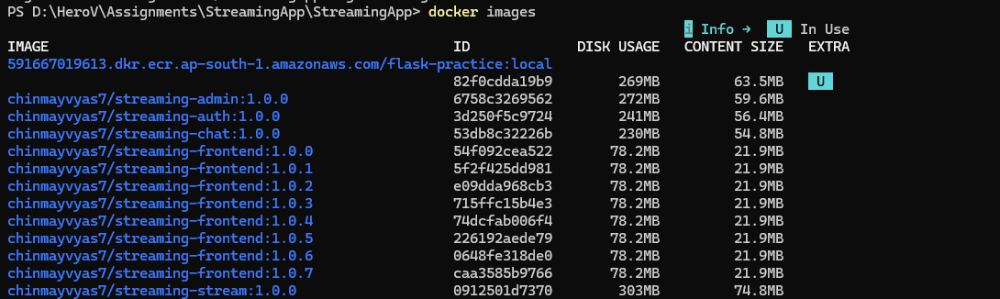 PS D:\HeroV\Assignments\StreamingApp\StreamingApp> docker images
i Info → U In Use
IMAGE ID DISK USAGE CONTENT SIZE EXTRA
591667019613.dkr.ecr.ap-south-1.amazonaws.com/flask-practice:local
82f0cdda19b9 269MB 63.5MB U
chinmayvyas7/streaming-admin:1.0.0 6758c3269562 272MB 59.6MB
chinmayvyas7/streaming-auth:1.0.0 3d250f5c9724 241MB 56.4MB
chinmayvyas7/streaming-chat:1.0.0 53db8c32226b 230MB 54.8MB
chinmayvyas7/streaming-frontend:1.0.0 54f092cea522 78.2MB 21.9MB
chinmayvyas7/streaming-frontend:1.0.1 5f2f425dd981 78.2MB 21.9MB
chinmayvyas7/streaming-frontend:1.0.2 e09dda968cb3 78.2MB 21.9MB
chinmayvyas7/streaming-frontend:1.0.3 715ffc15b4e3 78.2MB 21.9MB
chinmayvyas7/streaming-frontend:1.0.4 74dcfab006f4 78.2MB 21.9MB
chinmayvyas7/streaming-frontend:1.0.5 226192aede79 78.2MB 21.9MB
chinmayvyas7/streaming-frontend:1.0.6 0648fe318de0 78.2MB 21.9MB
chinmayvyas7/streaming-frontend:1.0.7 caa3585b9766 78.2MB 21.9MB
chinmayvyas7/streaming-stream:1.0.0 0912501d7370 303MB 74.8MB